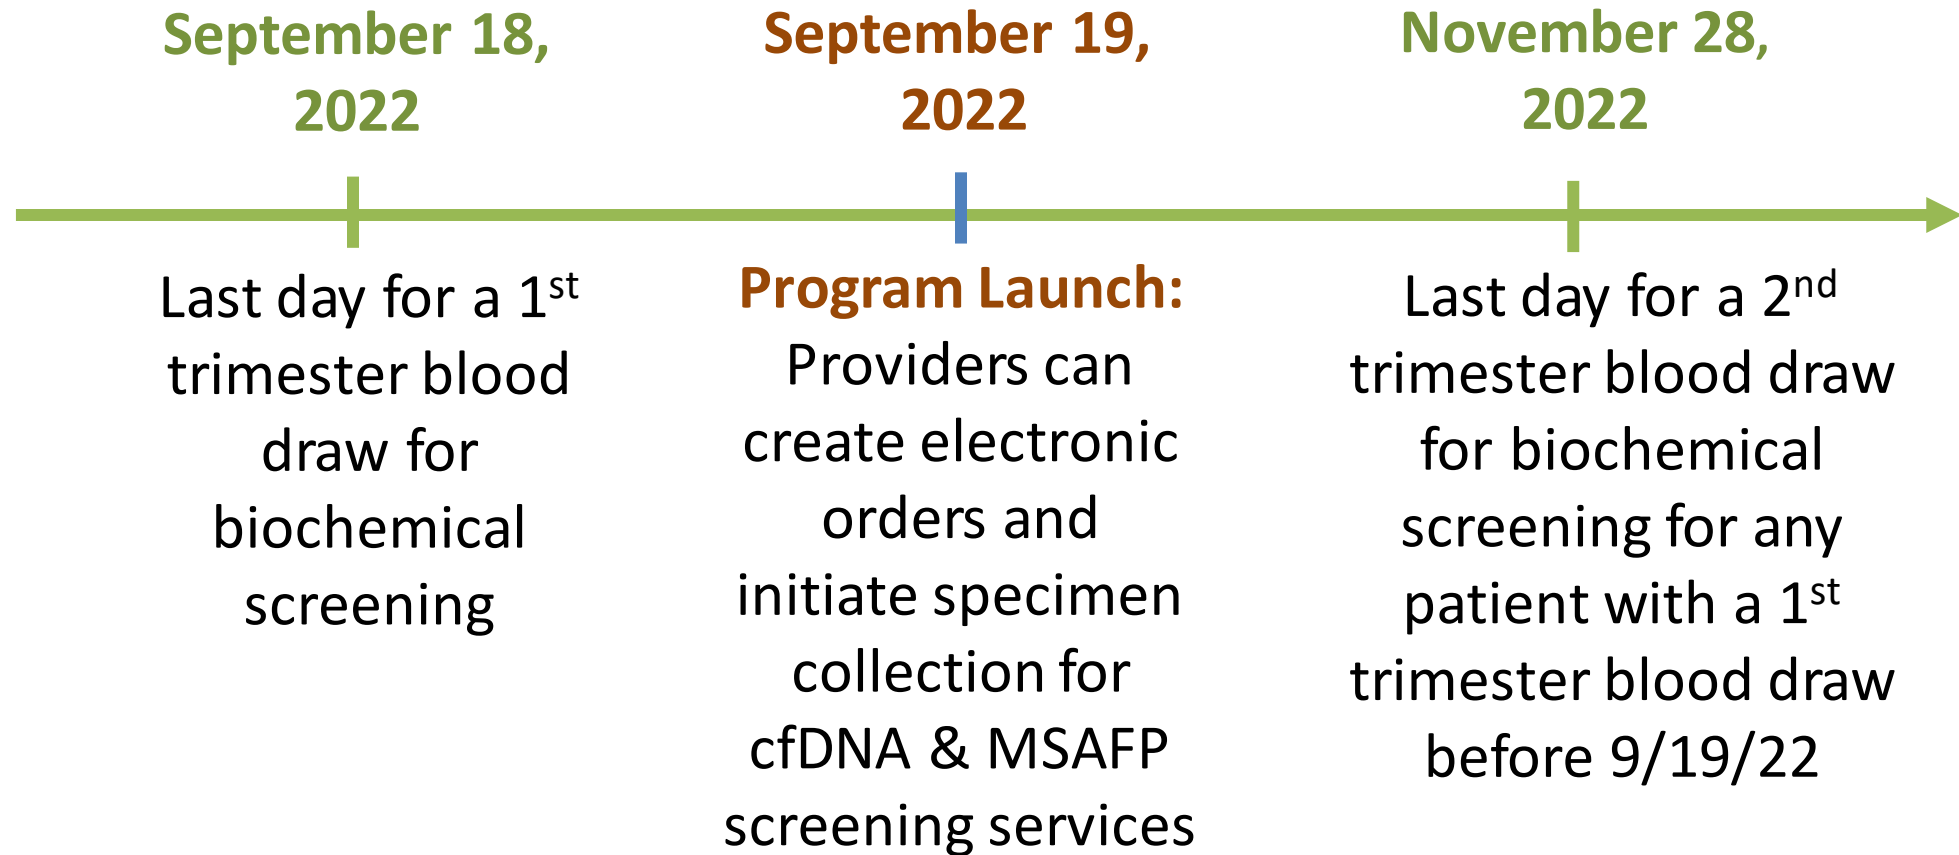 September 18,
2022
Last day for a 1st
trimester blood
draw for
biochemical
screening
September 19,
2022
Program Launch:
Providers can
create electronic
orders and
initiate specimen
collection for
cfDNA & MSAFP
screening services
November 28,
2022
Last day for a 2nd
trimester blood draw
for biochemical
screening for any
patient with a 1st
trimester blood draw
before 9/19/22